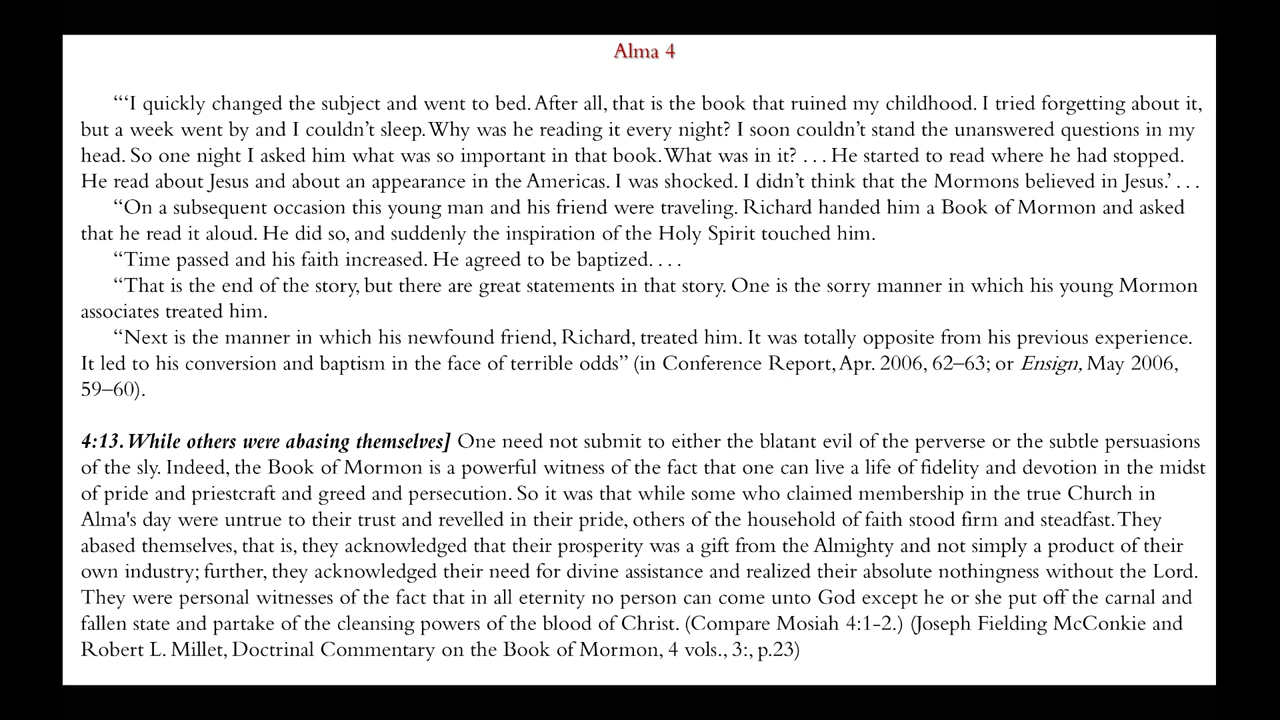 Alma 4
“‘I quickly changed the subject and went to bed. After all, that is the book that ruined my childhood. I tried forgetting about it,
but a week went by and I couldn’t sleep. Why was he reading it every night? I soon couldn’t stand the unanswered questions in my
head. So one night I asked him what was so important in that book. What was in it? . . . He started to read where he had stopped.
He read about Jesus and about an appearance in the Americas. I was shocked. I didn’t think that the Mormons believed in Jesus.’ . . .
“On a subsequent occasion this young man and his friend were traveling. Richard handed him a Book of Mormon and asked
that he read it aloud. He did so, and suddenly the inspiration of the Holy Spirit touched him.
“Time passed and his faith increased. He agreed to be baptized. . . .
“That is the end of the story, but there are great statements in that story. One is the sorry manner in which his young Mormon
associates treated him.
“Next is the manner in which his newfound friend, Richard, treated him. It was totally opposite from his previous experience.
It led to his conversion and baptism in the face of terrible odds” (in Conference Report, Apr. 2006, 62–63; or Ensign, May 2006,
59–60).
4:13. While others were abasing themselves] One need not submit to either the blatant evil of the perverse or the subtle persuasions
of the sly. Indeed, the Book of Mormon is a powerful witness of the fact that one can live a life of fidelity and devotion in the midst
of pride and priestcraft and greed and persecution. So it was that while some who claimed membership in the true Church in
Alma's day were untrue to their trust and revelled in their pride, others of the household of faith stood firm and steadfast. They
abased themselves, that is, they acknowledged that their prosperity was a gift from the Almighty and not simply a product of their
own industry; further, they acknowledged their need for divine assistance and realized their absolute nothingness without the Lord.
They were personal witnesses of the fact that in all eternity no person can come unto God except he or she put off the carnal and
fallen state and partake of the cleansing powers of the blood of Christ. (Compare Mosiah 4:1-2.) (Joseph Fielding McConkie and
Robert L. Millet, Doctrinal Commentary on the Book of Mormon, 4 vols., 3:, p.23)